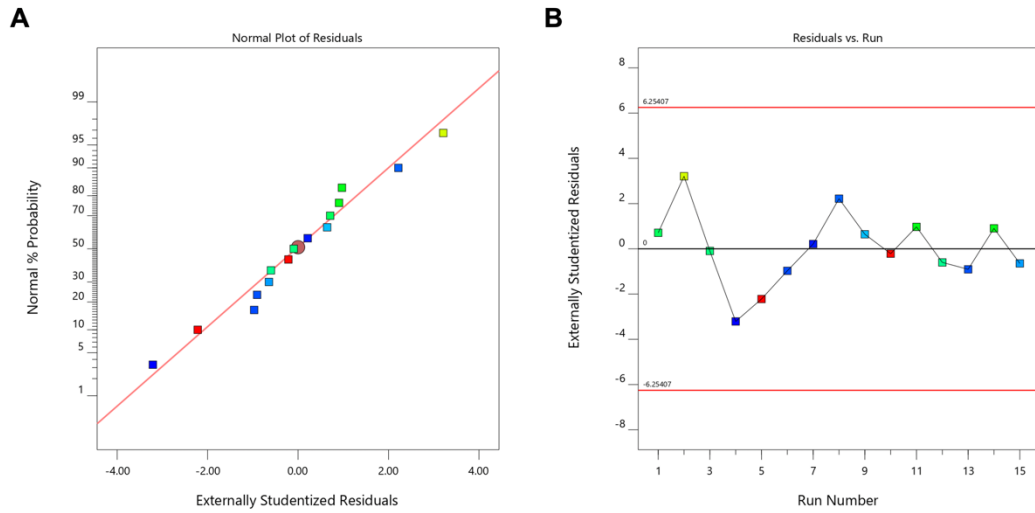 A
Normal Plot of Residuals
Normal % Probability
99
95
90
80
70
50
30
20
10
5
1
-4.00 -2.00 0.00 2.00 4.00
Externally Studentized Residuals
B
Residuals vs. Run
Externally Studentized Residuals
8
6
4
2
0
-2
-4
-6
-8
6.25407
0
-6.25407
1 3 5 7 9 11 13 15
Run Number